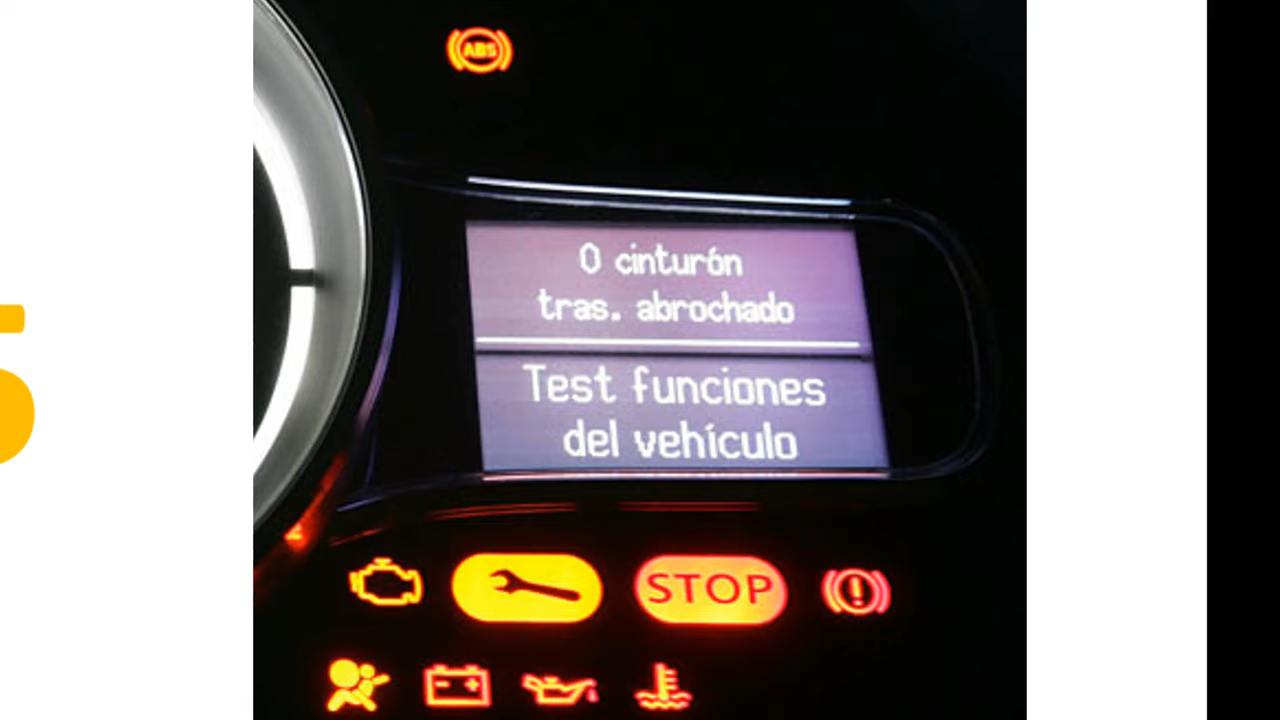 ABS
0 cinturón
tras. abrochado
Test funciones
del vehículo
STOP